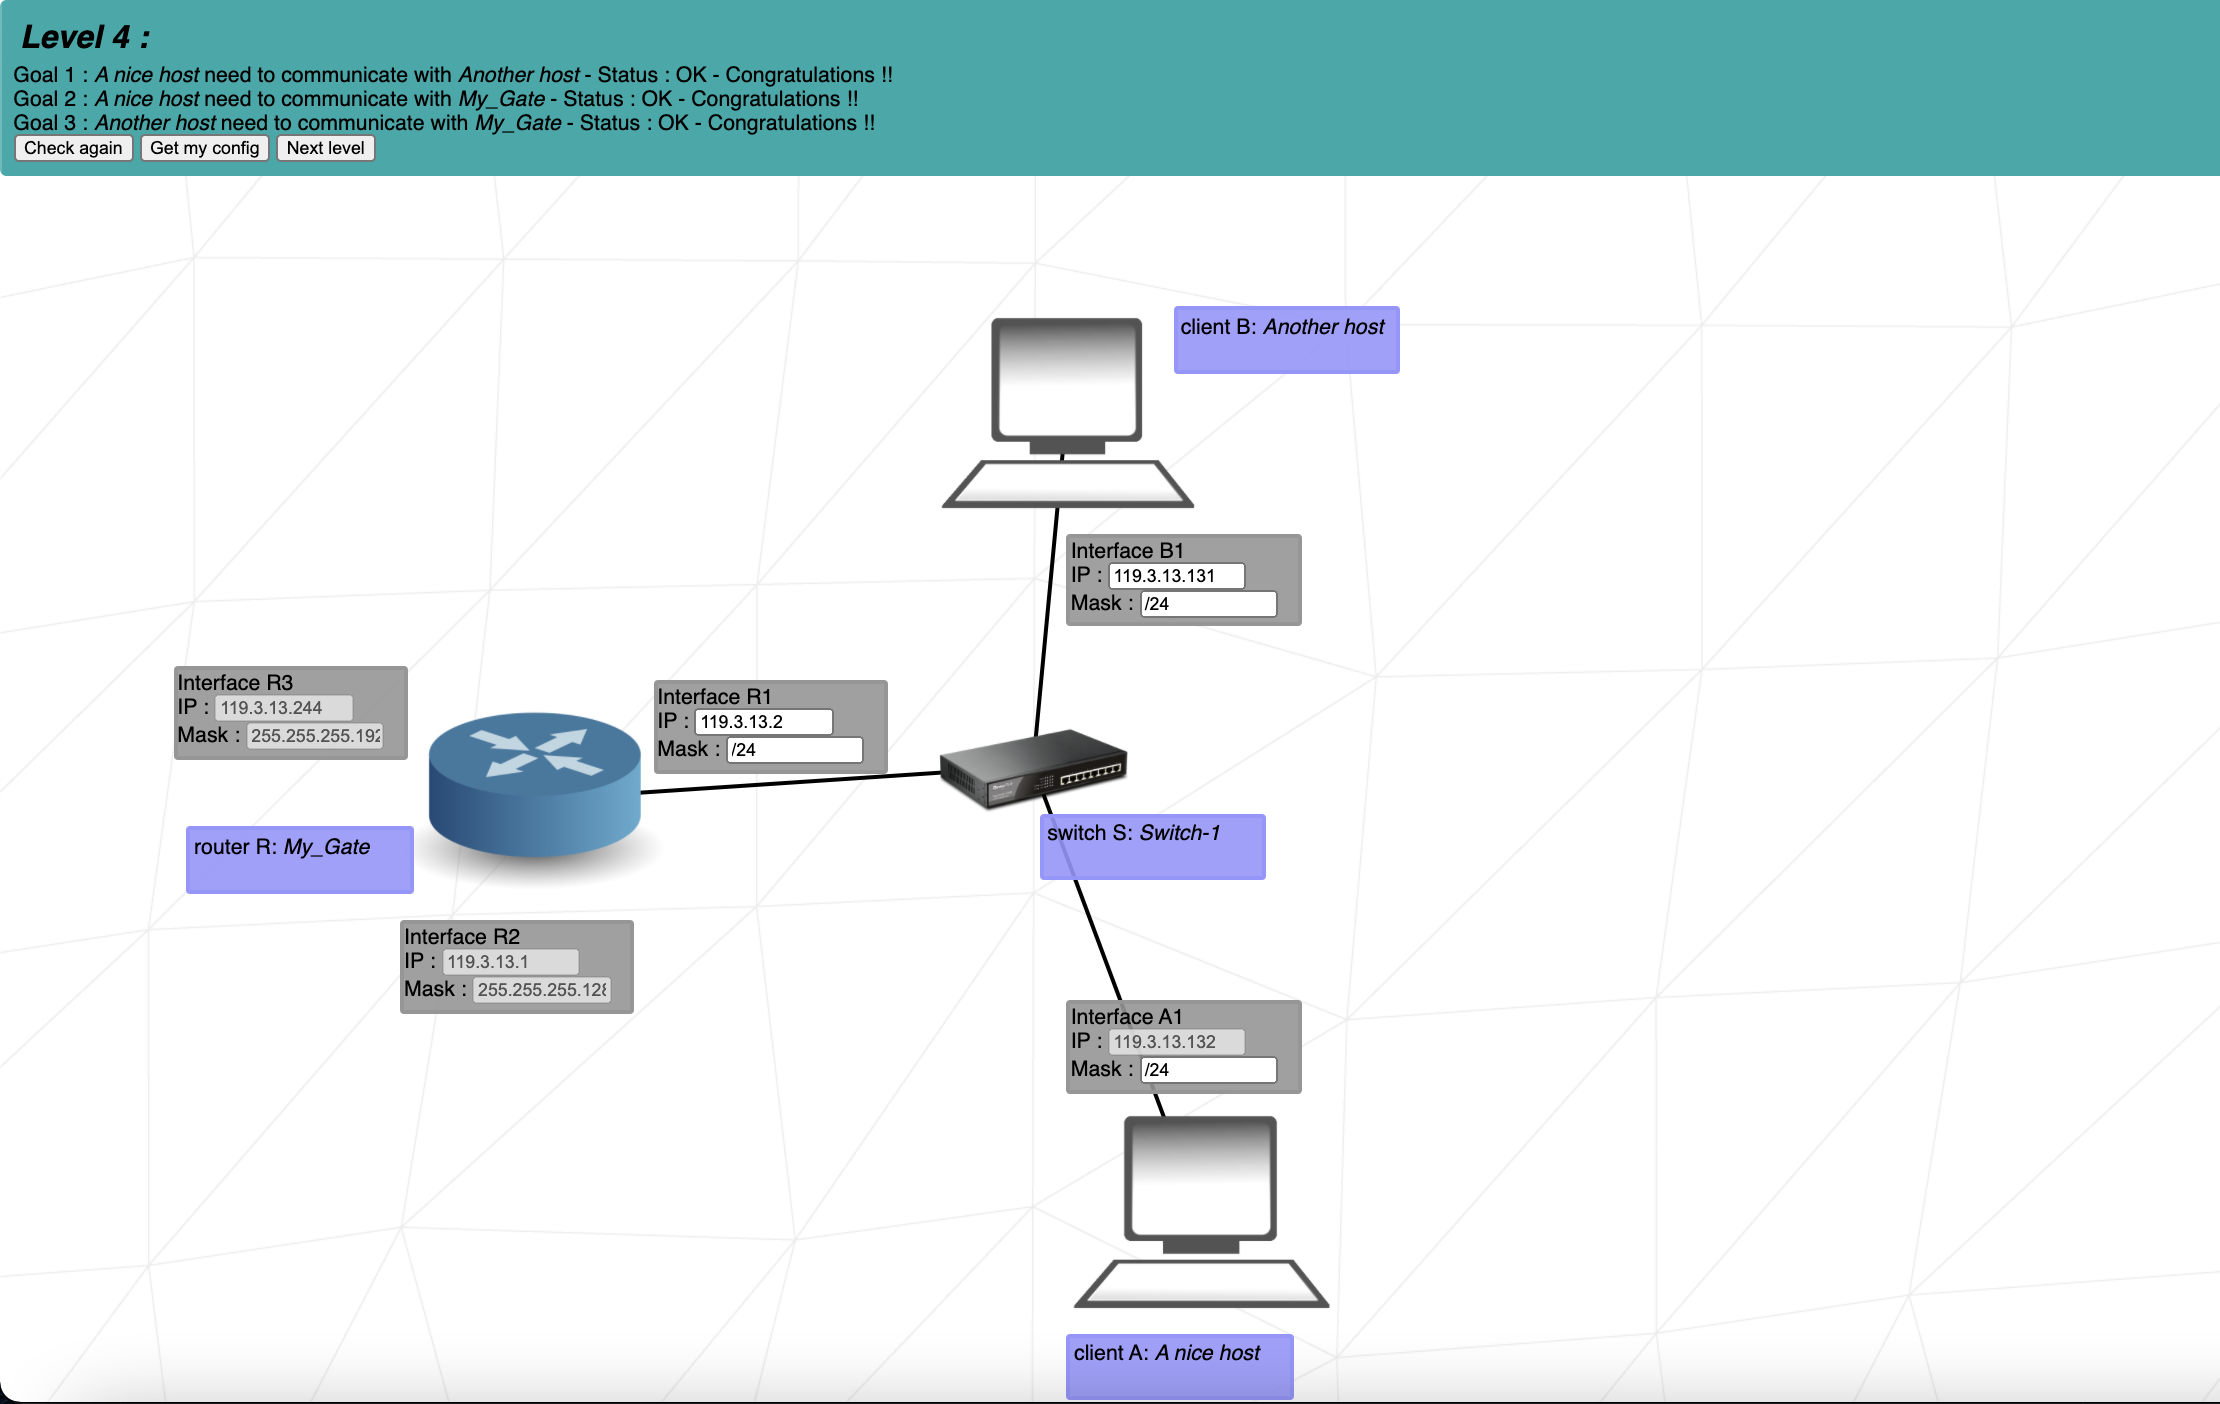 Level 4 :
Goal 1 : A nice host need to communicate with Another host - Status : OK - Congratulations !!
Goal 2 : A nice host need to communicate with My_Gate - Status : OK - Congratulations !!
Goal 3 : Another host need to communicate with My_Gate - Status : OK - Congratulations !!
Check again Get my config Next level
client B: Another host
Interface B1
IP : 119.3.13.131
Mask : /24
Interface R3
IP : 119.3.13.244
Mask : 255.255.255.192
Interface R1
IP : 119.3.13.2
Mask : /24
router R: My_Gate
switch S: Switch-1
Interface R2
IP : 119.3.13.1
Mask : 255.255.255.128
Interface A1
IP : 119.3.13.132
Mask : /24
client A: A nice host